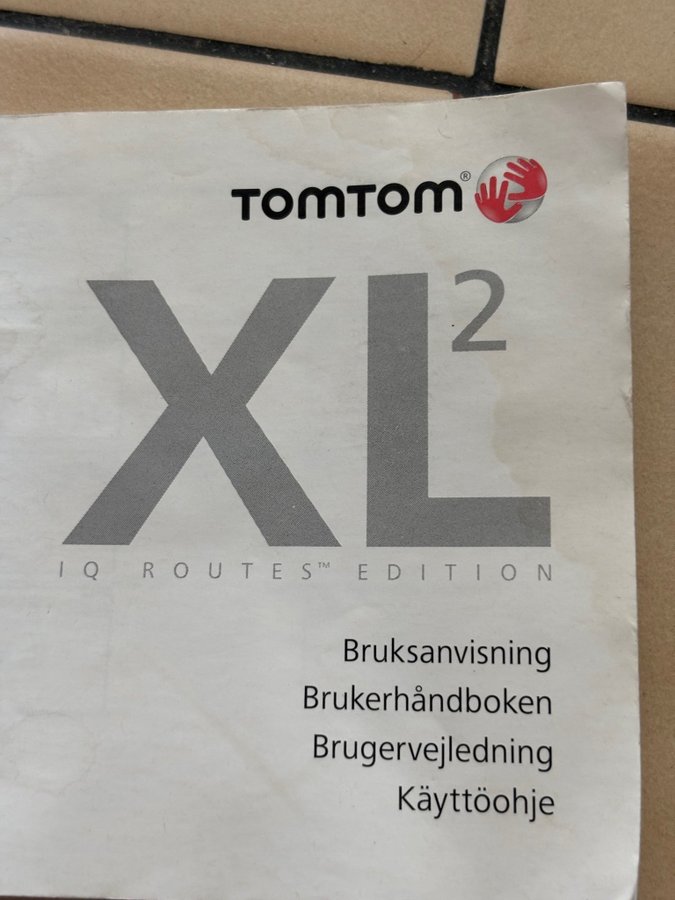 TOMTOM®
XL²
IQ ROUTES™ EDITION
Bruksanvisning
Brukerhåndboken
Brugervejledning
Käyttöohje